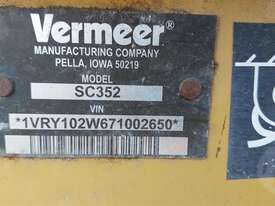 Vermeer®
MANUFACTURING COMPANY
PELLA, IOWA 50219
MODEL
SC352
VIN
*1VRY102W671002650*